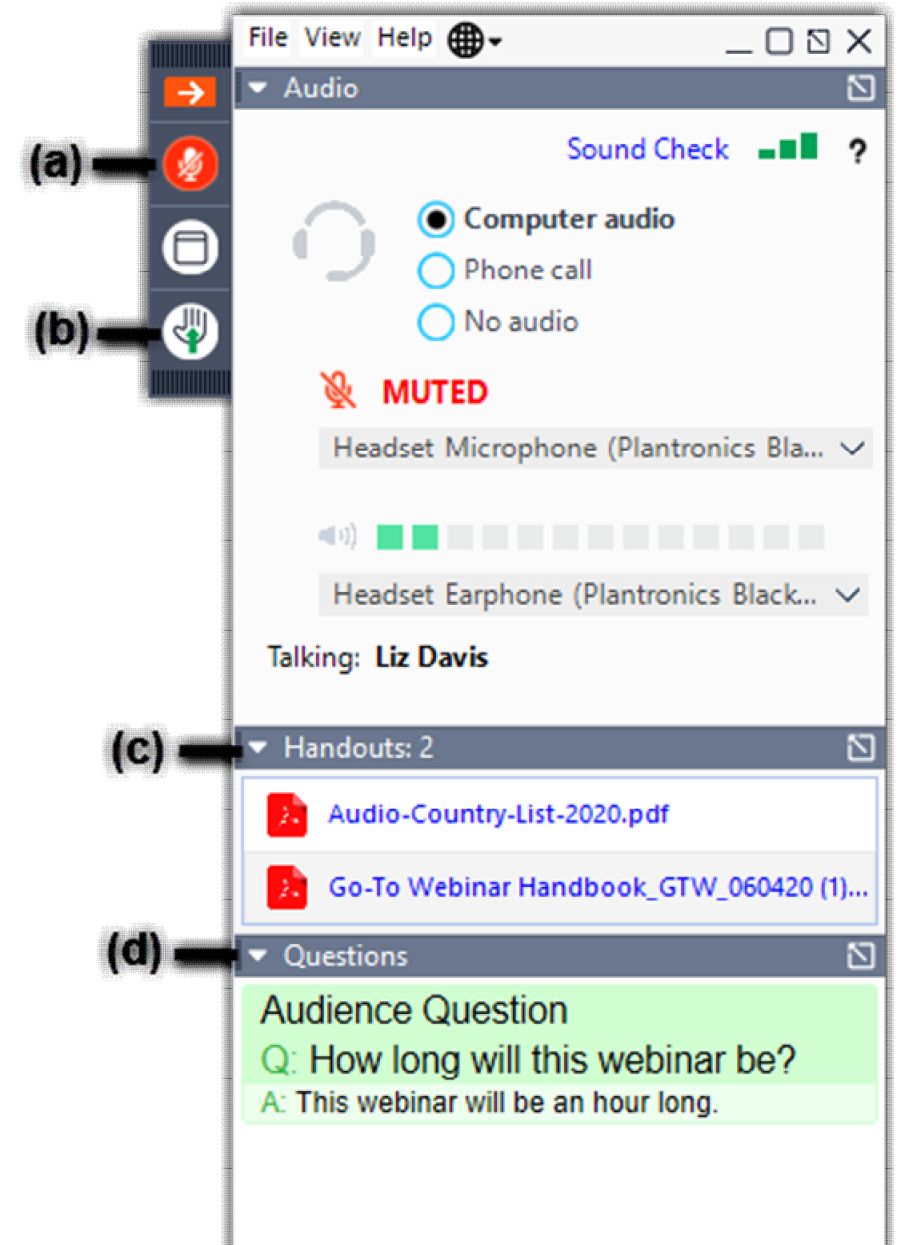 File View Help
Audio
(a)
Sound Check ?
Computer audio
Phone call
(b)
No audio
MUTED
Headset Microphone (Plantronics Bla...
Headset Earphone (Plantronics Black...
Talking: Liz Davis
(c)
Handouts: 2
Audio-Country-List-2020.pdf
Go-To Webinar Handbook_GTW_060420 (1)...
(d)
Questions
Audience Question
Q: How long will this webinar be?
A: This webinar will be an hour long.